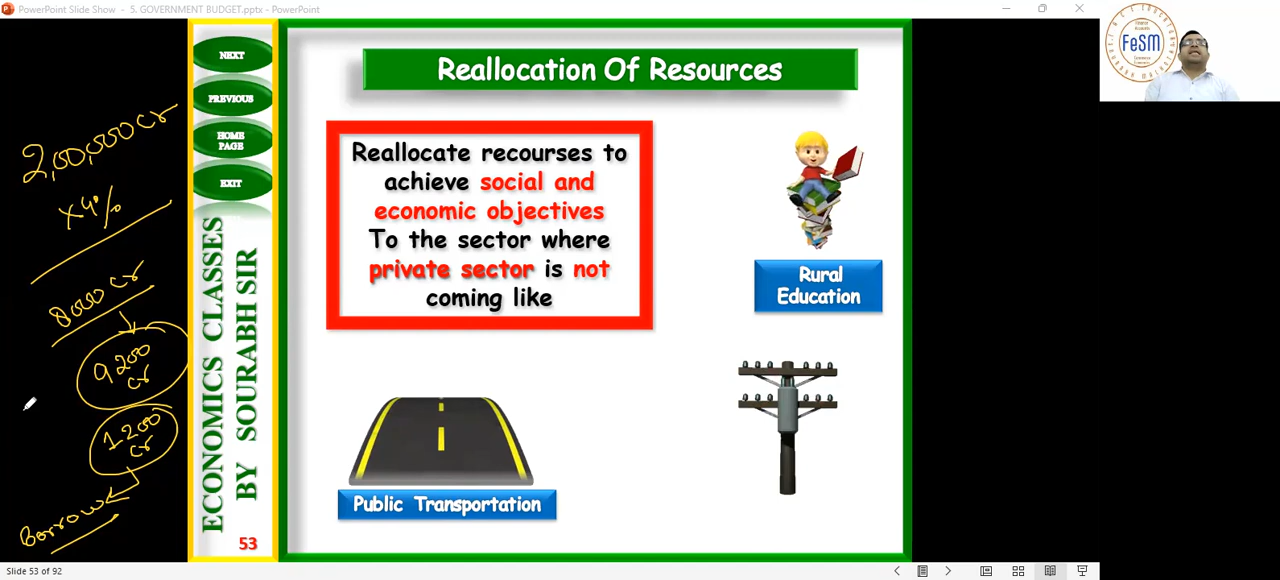 PowerPoint Slide Show - 5. GOVERNMENT BUDGET.pptx - PowerPoint
FeSM
NEXT
PREVIOUS
HOME
PAGE
EXIT
ECONOMICS CLASSES
BY SOURABH SIR
53
2,00,000 Cr
x4%
8000 Cr
9200
Cr
1200
Cr
Borrow
Reallocation Of Resources
Reallocate recourses to
achieve social and
economic objectives
To the sector where
private sector is not
coming like
Rural
Education
Public Transportation
Slide 53 of 92